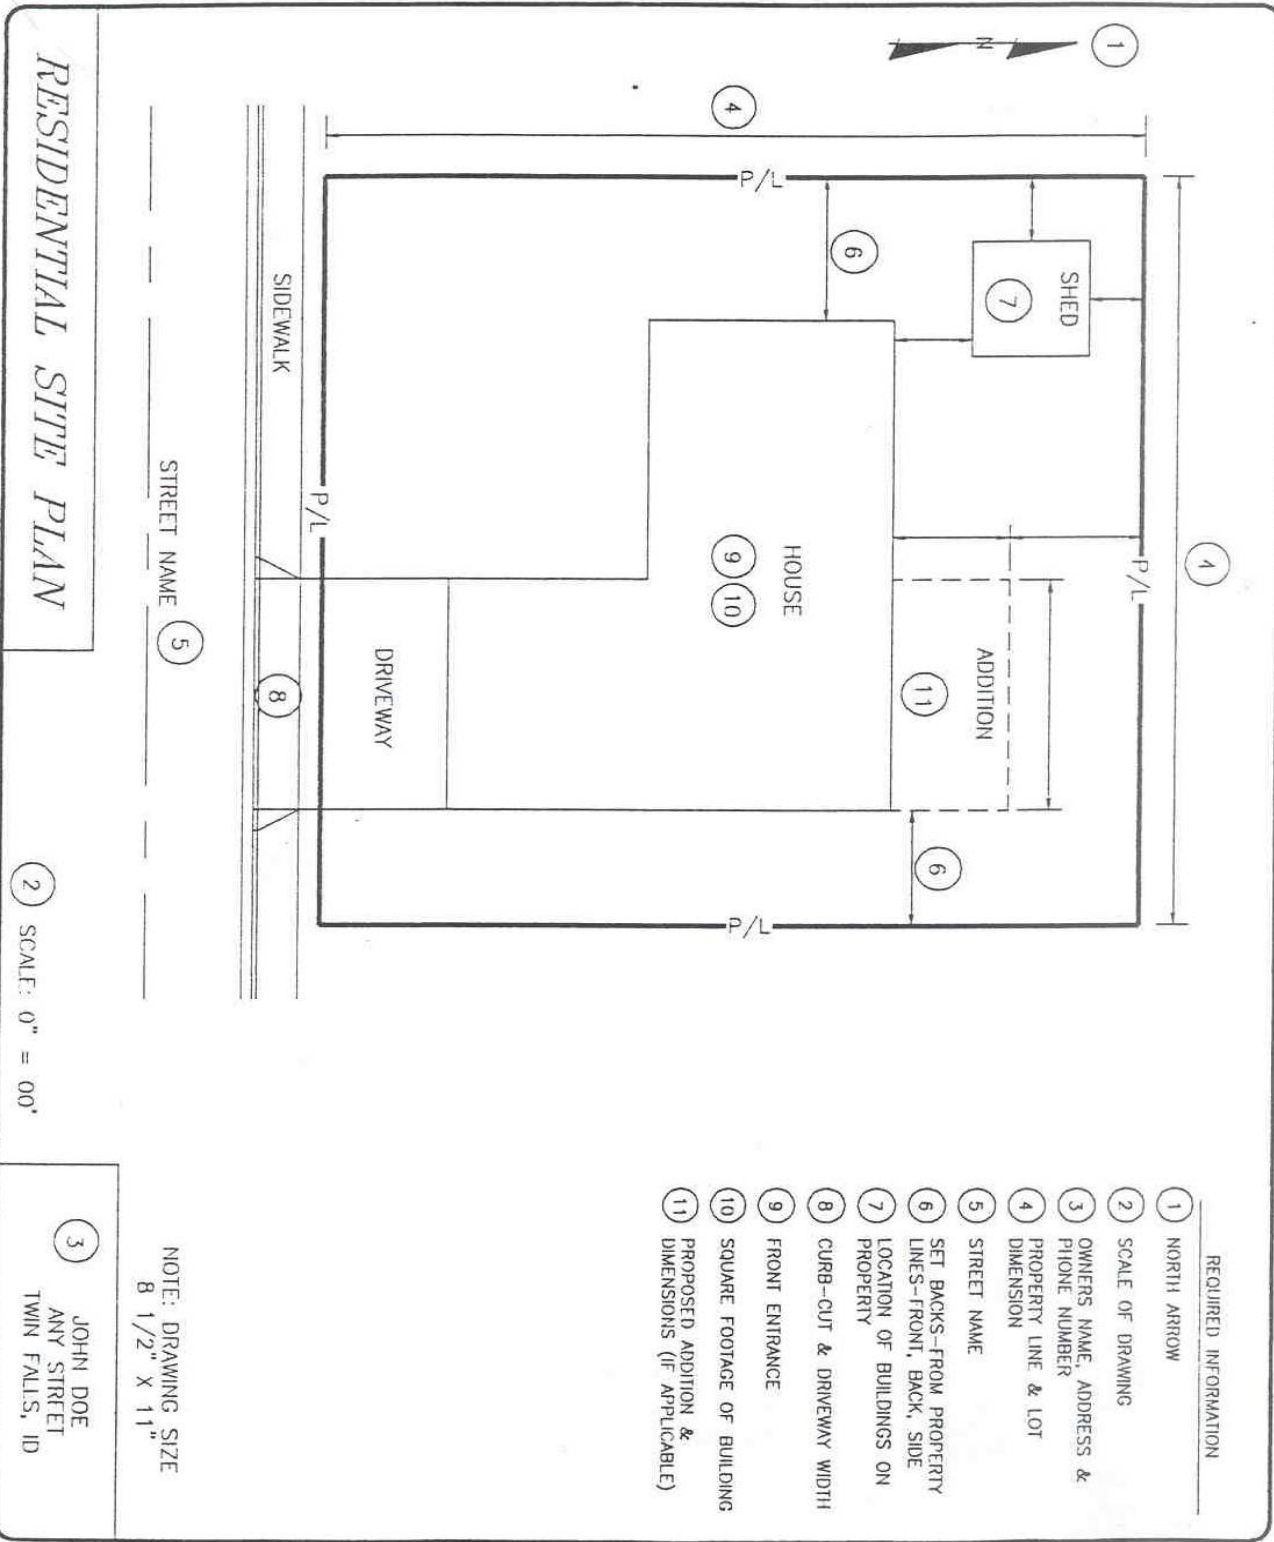 REQUIRED INFORMATION
1 NORTH ARROW
2 SCALE OF DRAWING
3 OWNERS NAME, ADDRESS &
PHONE NUMBER
4 PROPERTY LINE & LOT
DIMENSION
5 STREET NAME
6 SET BACKS-FROM PROPERTY
LINES-FRONT, BACK, SIDE
7 LOCATION OF BUILDINGS ON
PROPERTY
8 CURB-CUT & DRIVEWAY WIDTH
9 FRONT ENTRANCE
10 SQUARE FOOTAGE OF BUILDING
11 PROPOSED ADDITION &
DIMENSIONS (IF APPLICABLE)
1
N
4
4
P/L
P/L
P/L
P/L
SHED
7
6
6
ADDITION
11
HOUSE
9 10
DRIVEWAY
8
SIDEWALK
STREET NAME 5
NOTE: DRAWING SIZE
8 1/2" X 11"
RESIDENTIAL SITE PLAN
2 SCALE: 0" = 00'
3 JOHN DOE
ANY STREET
TWIN FALLS, ID